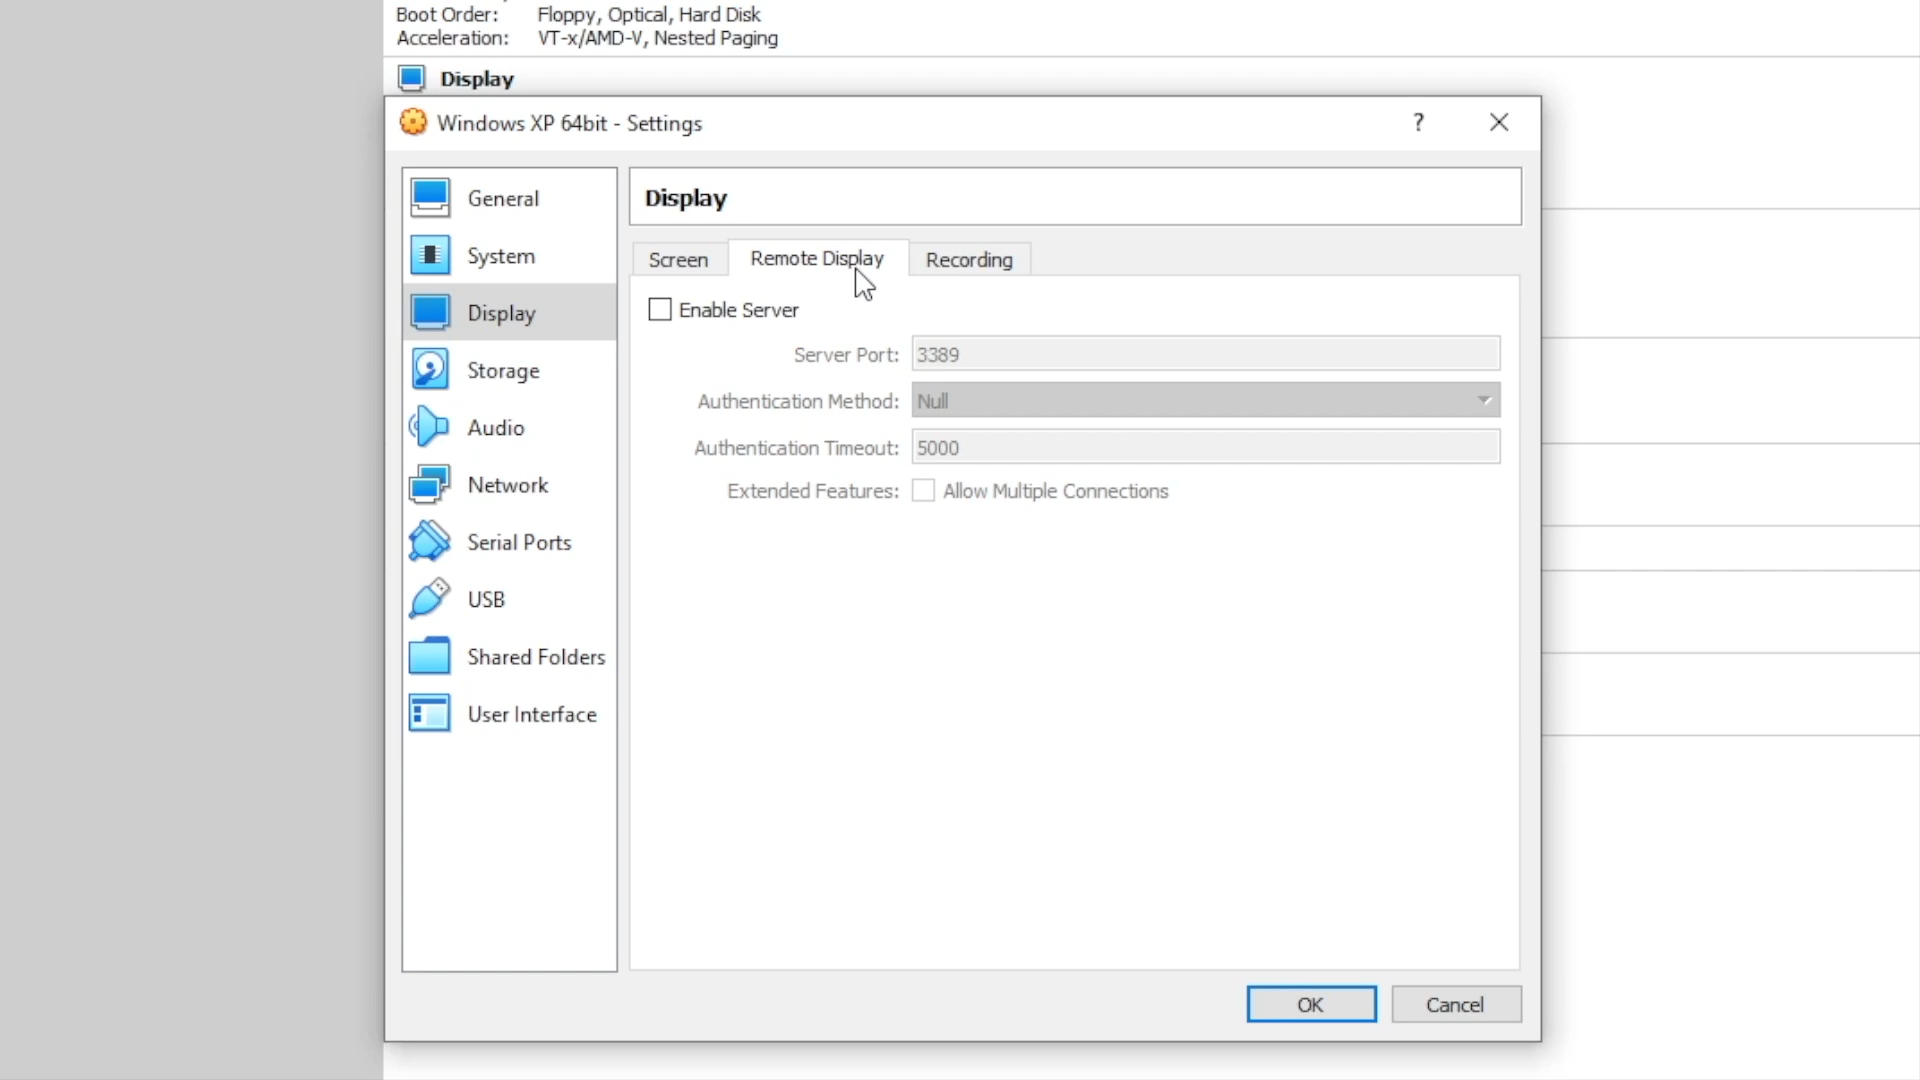 Boot Order: Floppy, Optical, Hard Disk
Acceleration: VT-x/AMD-V, Nested Paging
Display
Windows XP 64bit - Settings
?
General
System
Display
Storage
Audio
Network
Serial Ports
USB
Shared Folders
User Interface
Display
Screen Remote Display Recording
Enable Server
Server Port: 3389
Authentication Method: Null
Authentication Timeout: 5000
Extended Features: Allow Multiple Connections
OK Cancel